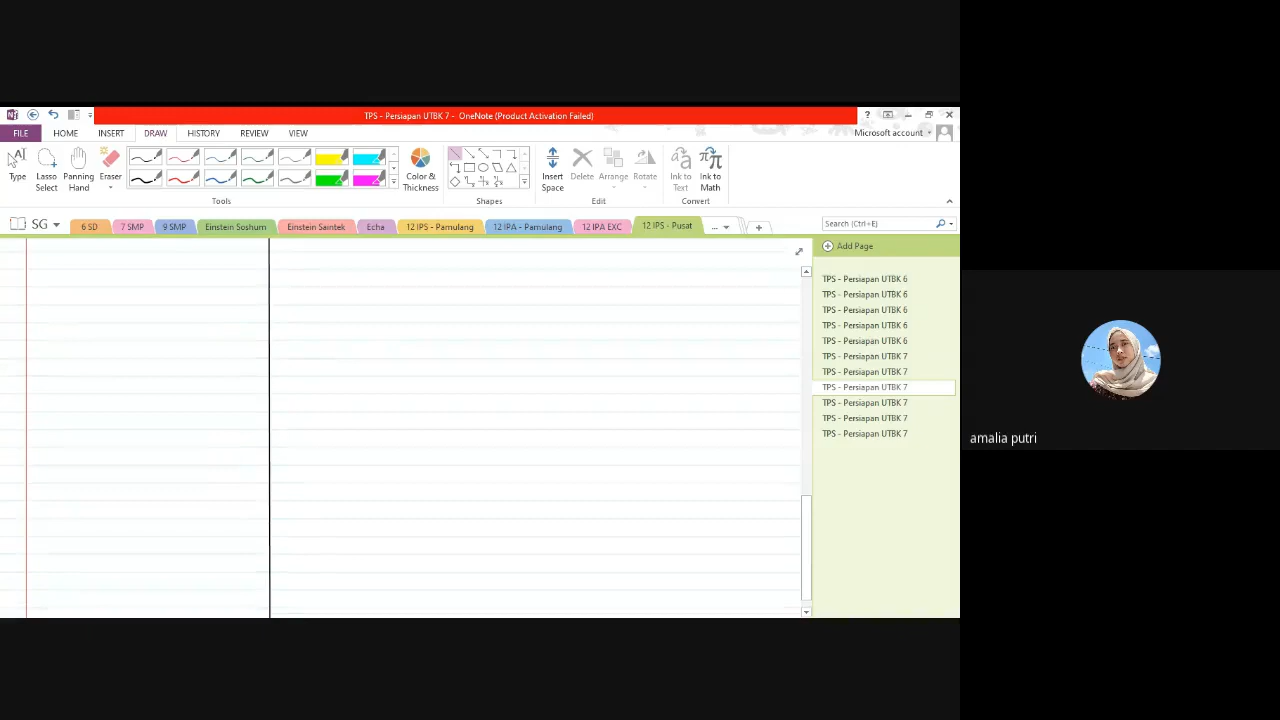 TPS - Persiapan UTBK 7 - OneNote (Product Activation Failed)
FILE HOME INSERT DRAW HISTORY REVIEW VIEW
Microsoft account
Type
Lasso Select
Panning Hand
Eraser
Color & Thickness
Insert Space
Delete
Arrange
Rotate
Ink to Text
Ink to Math
Tools
Shapes
Edit
Convert
SG
6 SD
7 SMP
9 SMP
Einstein Soshum
Einstein Saintek
Echa
12 IPS - Pamulang
12 IPA - Pamulang
12 IPA EXC
12 IPS - Pusat
...
Search (Ctrl+E)
Add Page
TPS - Persiapan UTBK 6
TPS - Persiapan UTBK 6
TPS - Persiapan UTBK 6
TPS - Persiapan UTBK 6
TPS - Persiapan UTBK 6
TPS - Persiapan UTBK 7
TPS - Persiapan UTBK 7
TPS - Persiapan UTBK 7
TPS - Persiapan UTBK 7
TPS - Persiapan UTBK 7
TPS - Persiapan UTBK 7
amalia putri